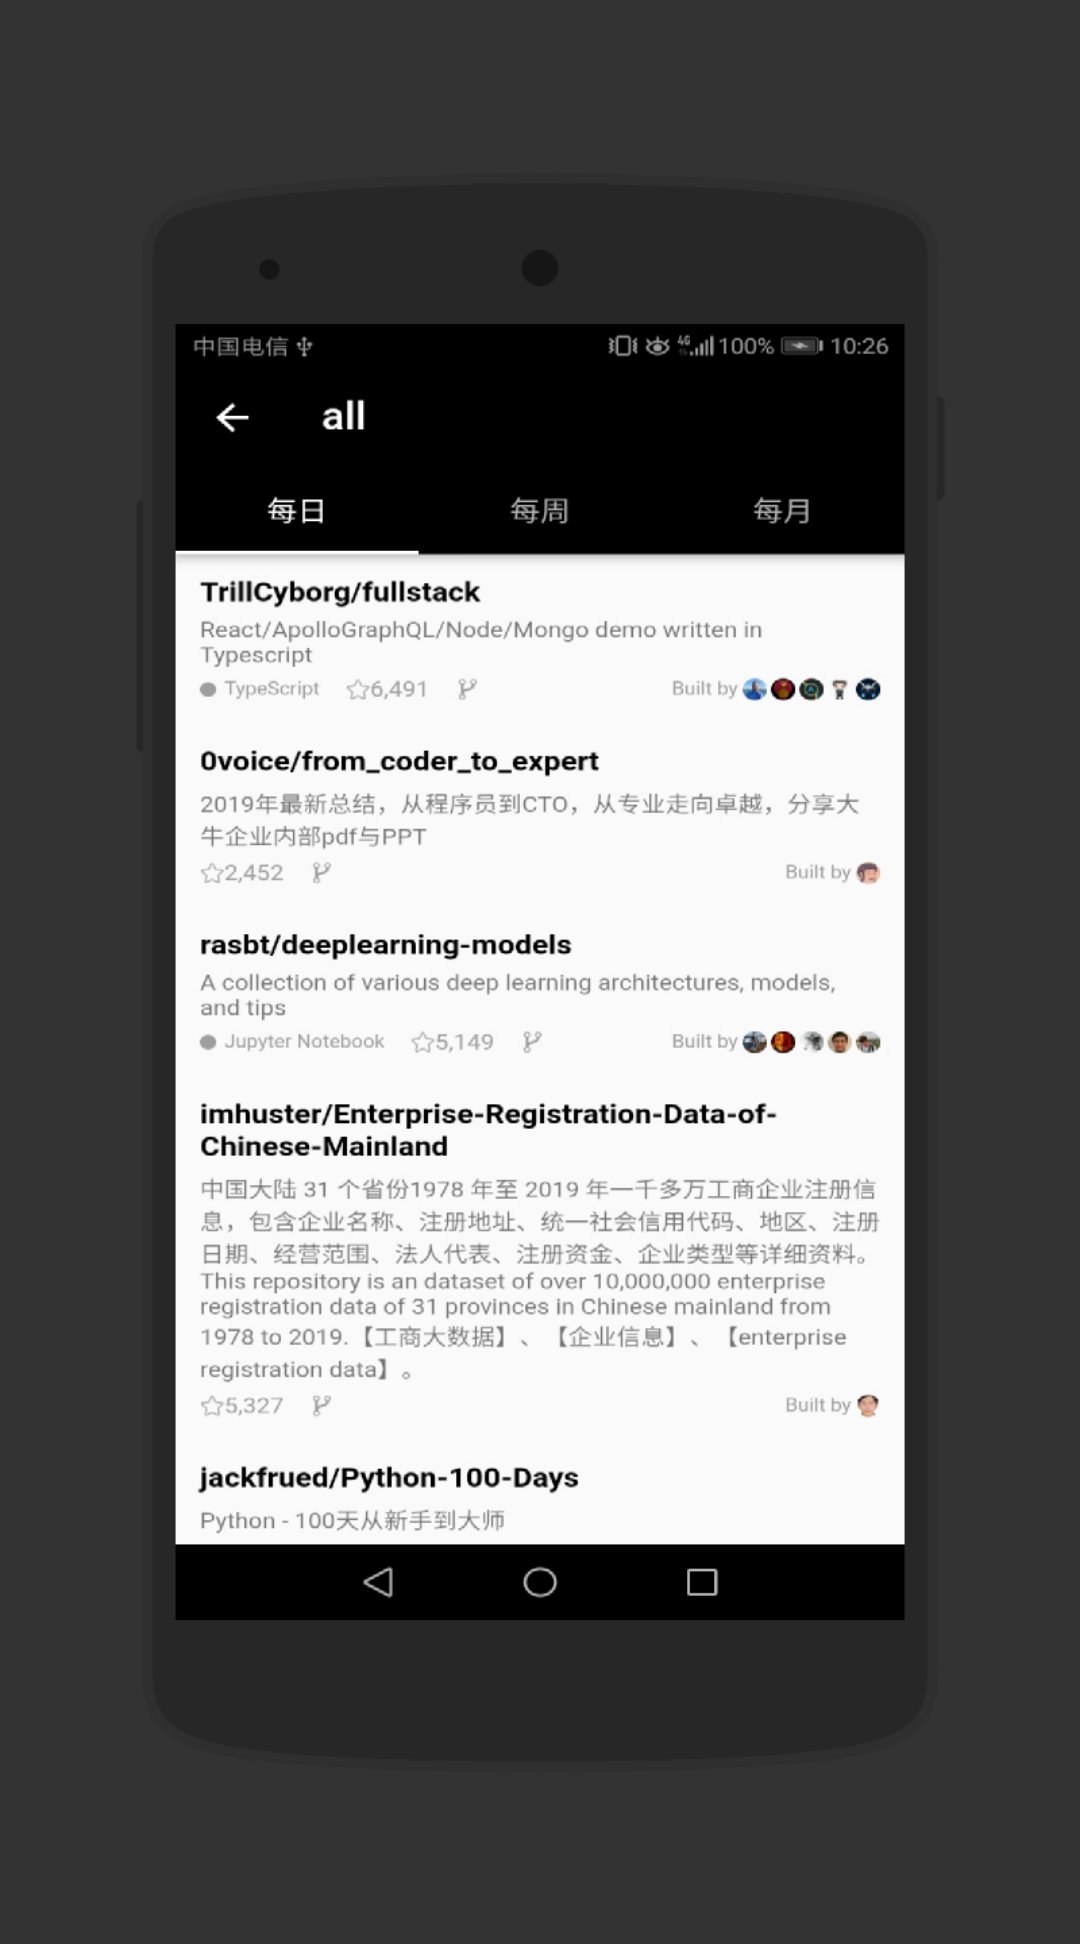 中国电信 4G 100% 10:26
all
每日 每周 每月
TrillCyborg/fullstack
React/ApolloGraphQL/Node/Mongo demo written in
Typescript
TypeScript 6,491 Built by
0voice/from_coder_to_expert
2019年最新总结，从程序员到CTO，从专业走向卓越，分享大
牛企业内部pdf与PPT
2,452 Built by
rasbt/deeplearning-models
A collection of various deep learning architectures, models,
and tips
Jupyter Notebook 5,149 Built by
imhuster/Enterprise-Registration-Data-of-
Chinese-Mainland
中国大陆 31 个省份1978 年至 2019 年一千多万工商企业注册信
息，包含企业名称、注册地址、统一社会信用代码、地区、注册
日期、经营范围、法人代表、注册资金、企业类型等详细资料。
This repository is an dataset of over 10,000,000 enterprise
registration data of 31 provinces in Chinese mainland from
1978 to 2019.【工商大数据】、【企业信息】、【enterprise
registration data】。
5,327 Built by
jackfrued/Python-100-Days
Python - 100天从新手到大师